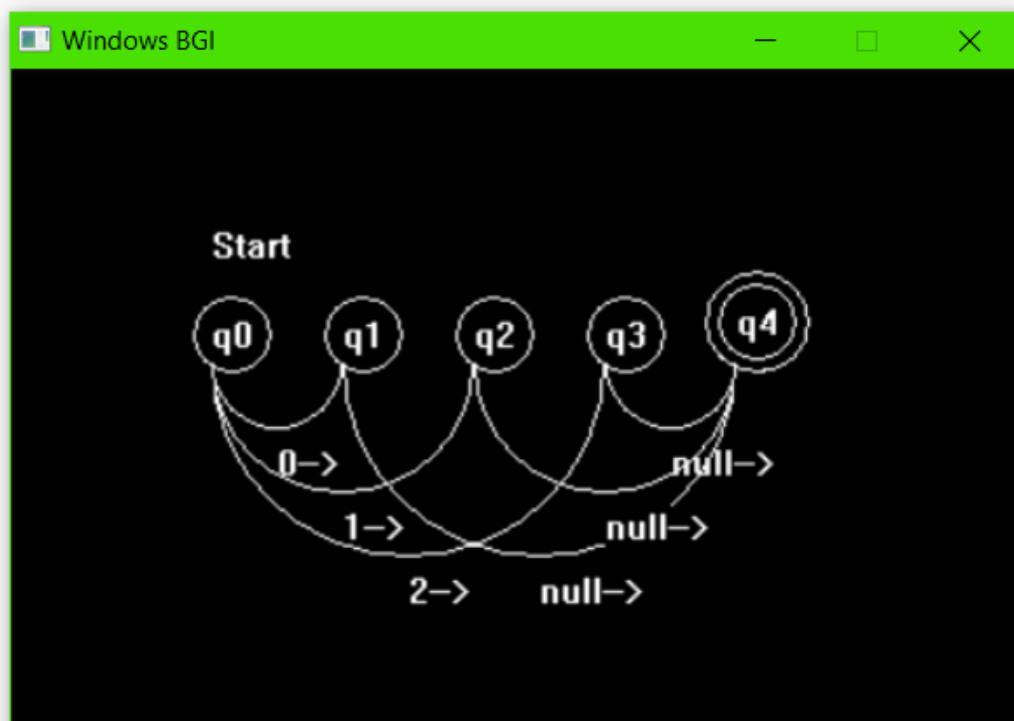 Windows BGI
Start
q0 q1 q2 q3 q4
0-> null->
1-> null->
2-> null->